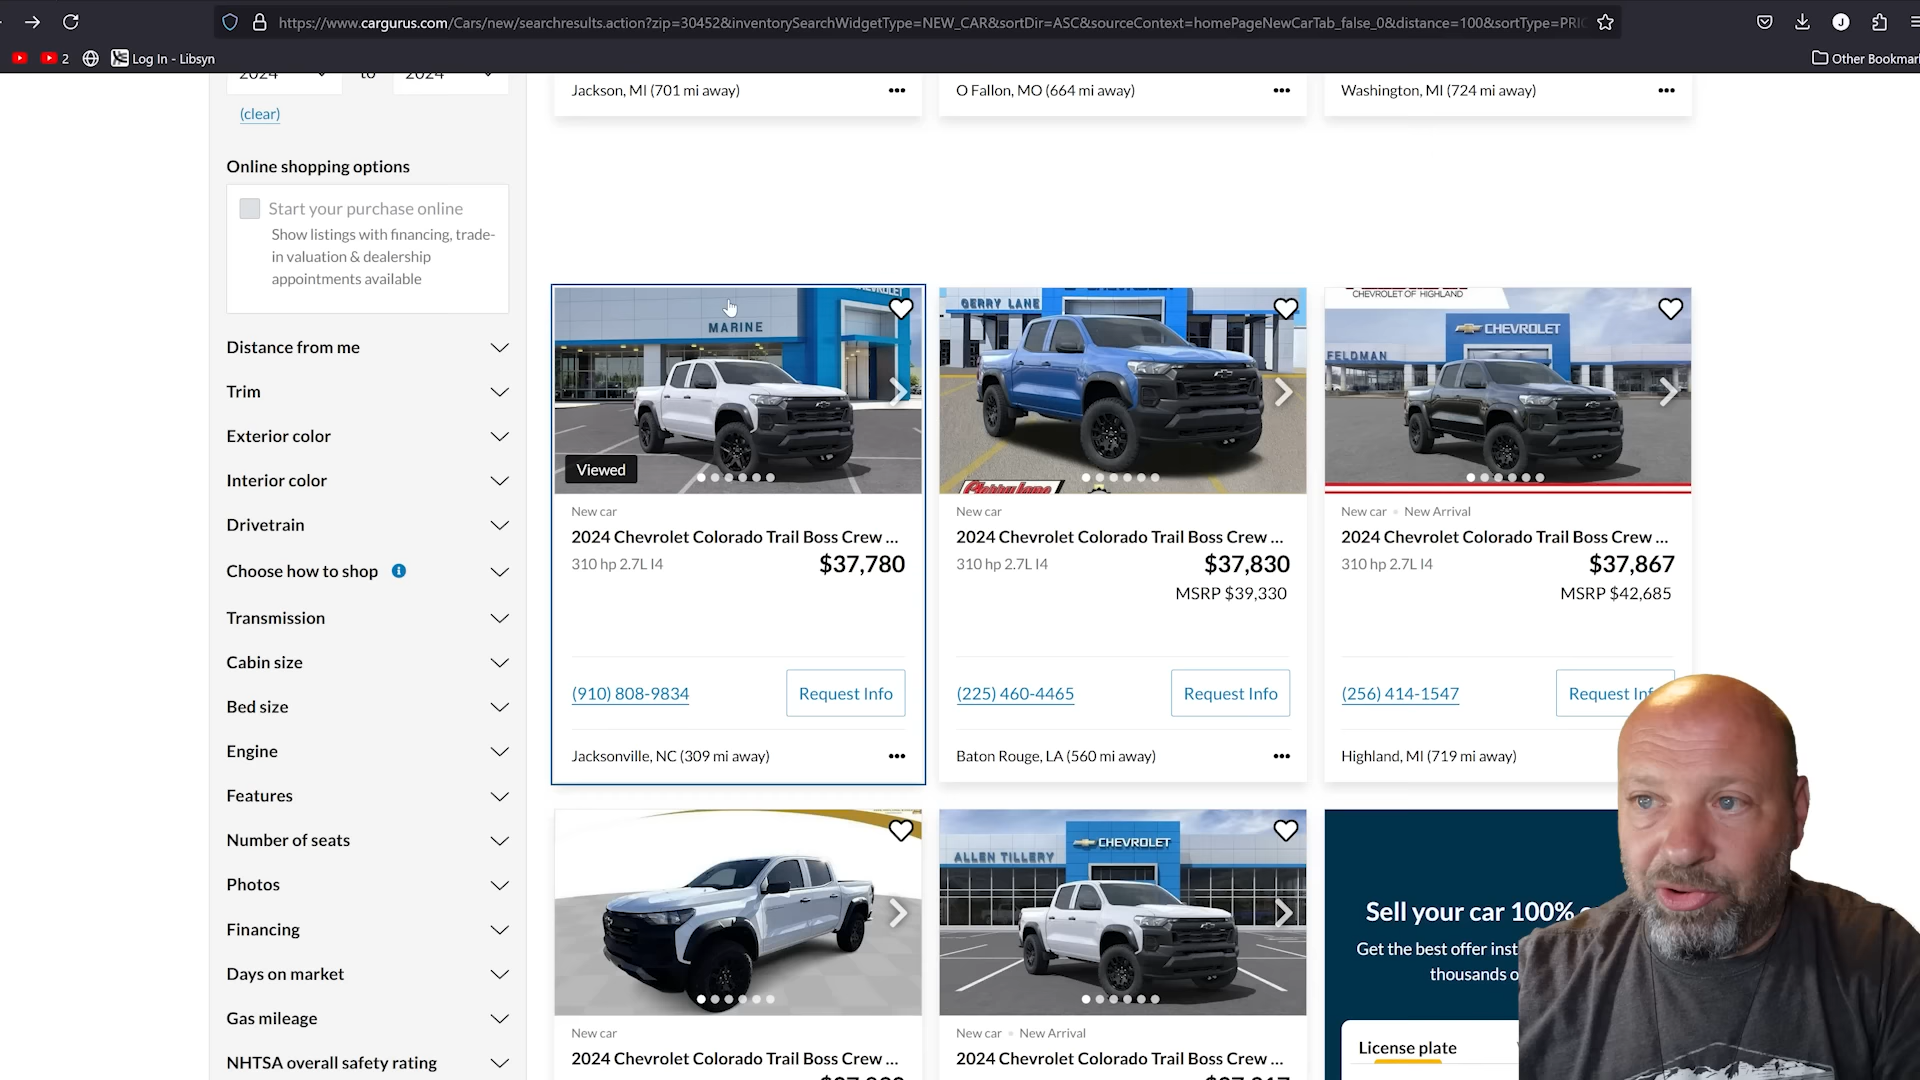 https://www.cargurus.com/Cars/new/searchresults.action?zip=30452&inventorySearchWidgetType=NEW_CAR&sortDir=ASC&sourceContext=homePageNewCarTab_false_0&distance=100&sortType=PRI
2
Log In - Libsyn
Other Bookmar
2024
to
2024
(clear)
Online shopping options
Start your purchase online
Show listings with financing, trade-
in valuation & dealership
appointments available
Distance from me
Trim
Exterior color
Interior color
Drivetrain
Choose how to shop
Transmission
Cabin size
Bed size
Engine
Features
Number of seats
Photos
Financing
Days on market
Gas mileage
NHTSA overall safety rating
Jackson, MI (701 mi away)
O Fallon, MO (664 mi away)
Washington, MI (724 mi away)
CHEVROLET
MARINE
Viewed
New car
2024 Chevrolet Colorado Trail Boss Crew ...
310 hp 2.7L I4
$37,780
(910) 808-9834
Request Info
Jacksonville, NC (309 mi away)
GERRY LANE
New car
2024 Chevrolet Colorado Trail Boss Crew ...
310 hp 2.7L I4
$37,830
MSRP $39,330
(225) 460-4465
Request Info
Baton Rouge, LA (560 mi away)
CHEVROLET OF HIGHLAND
CHEVROLET
FELDMAN
New car
New Arrival
2024 Chevrolet Colorado Trail Boss Crew ...
310 hp 2.7L I4
$37,867
MSRP $42,685
(256) 414-1547
Request Inf
Highland, MI (719 mi away)
New car
2024 Chevrolet Colorado Trail Boss Crew ...
CHEVROLET
ALLEN TILLERY
New car
New Arrival
2024 Chevrolet Colorado Trail Boss Crew ...
Sell your car 100%
Get the best offer inst
thousands o
License plate